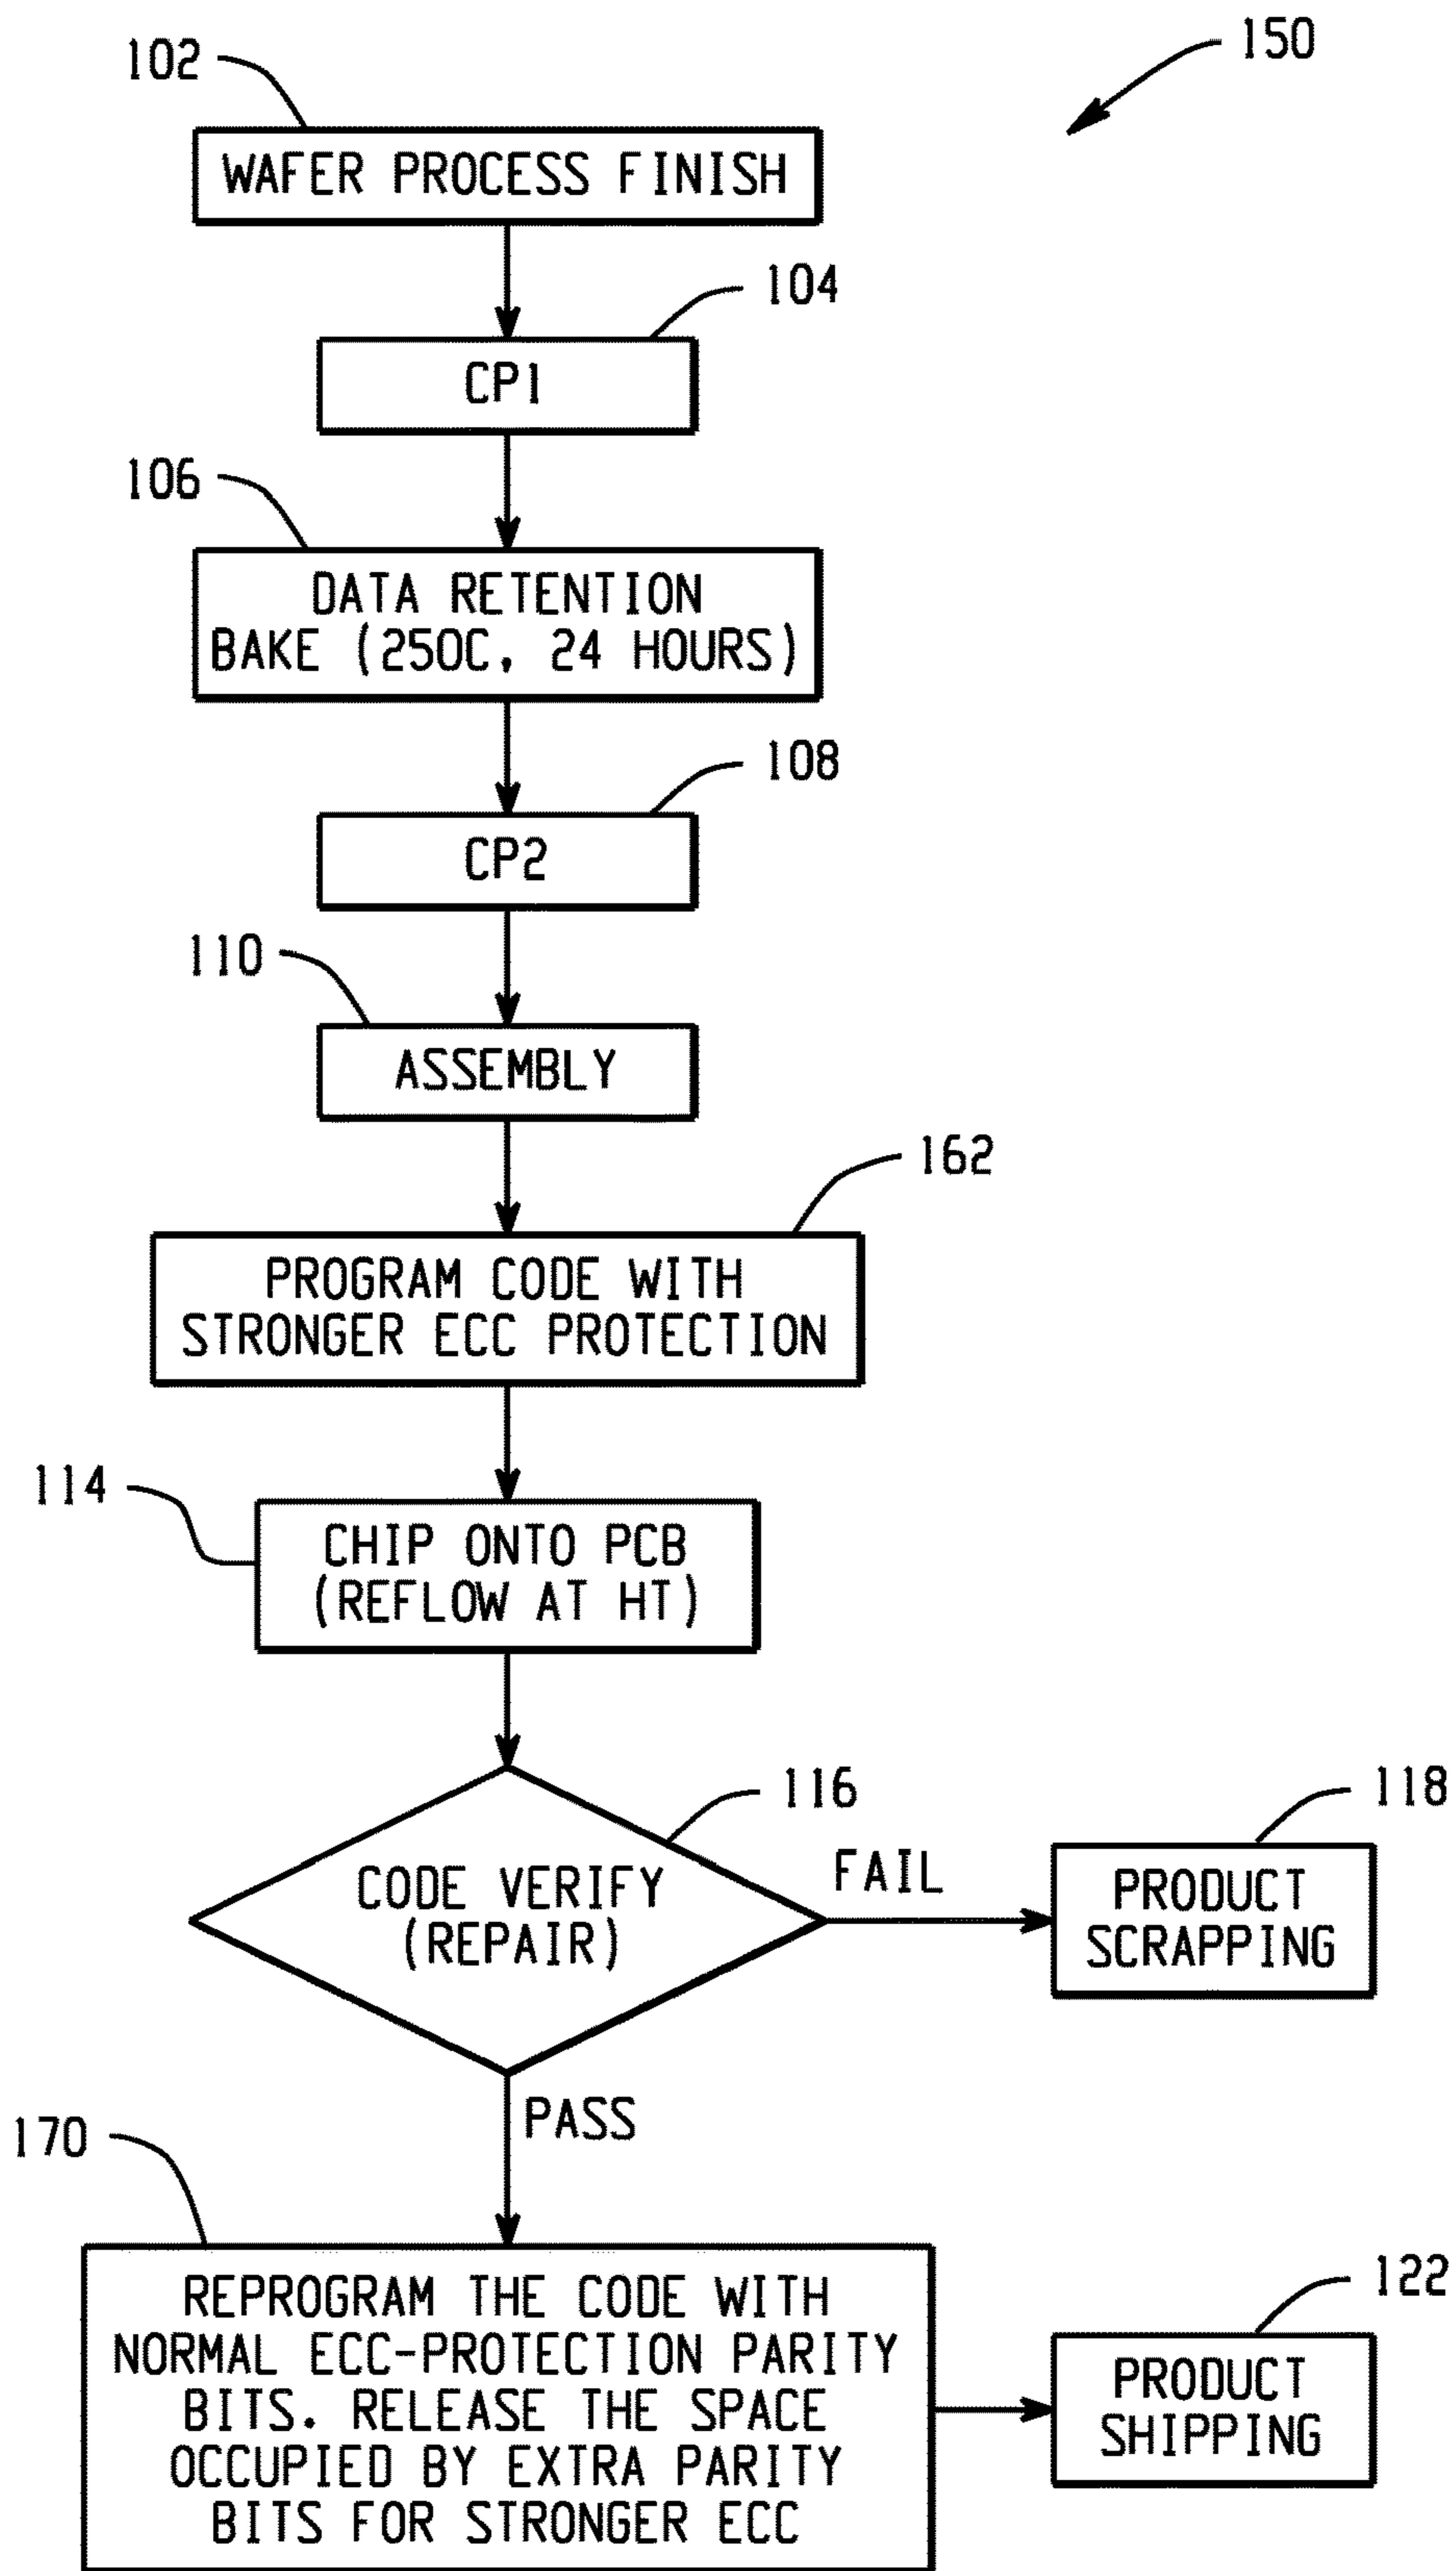 150
102
WAFER PROCESS FINISH
104
CP1
106
DATA RETENTION
BAKE (250C, 24 HOURS)
108
CP2
110
ASSEMBLY
162
PROGRAM CODE WITH
STRONGER ECC PROTECTION
114
CHIP ONTO PCB
(REFLOW AT HT)
116
CODE VERIFY
(REPAIR)
FAIL
118
PRODUCT
SCRAPPING
PASS
170
REPROGRAM THE CODE WITH
NORMAL ECC-PROTECTION PARITY
BITS. RELEASE THE SPACE
OCCUPIED BY EXTRA PARITY
BITS FOR STRONGER ECC
122
PRODUCT
SHIPPING